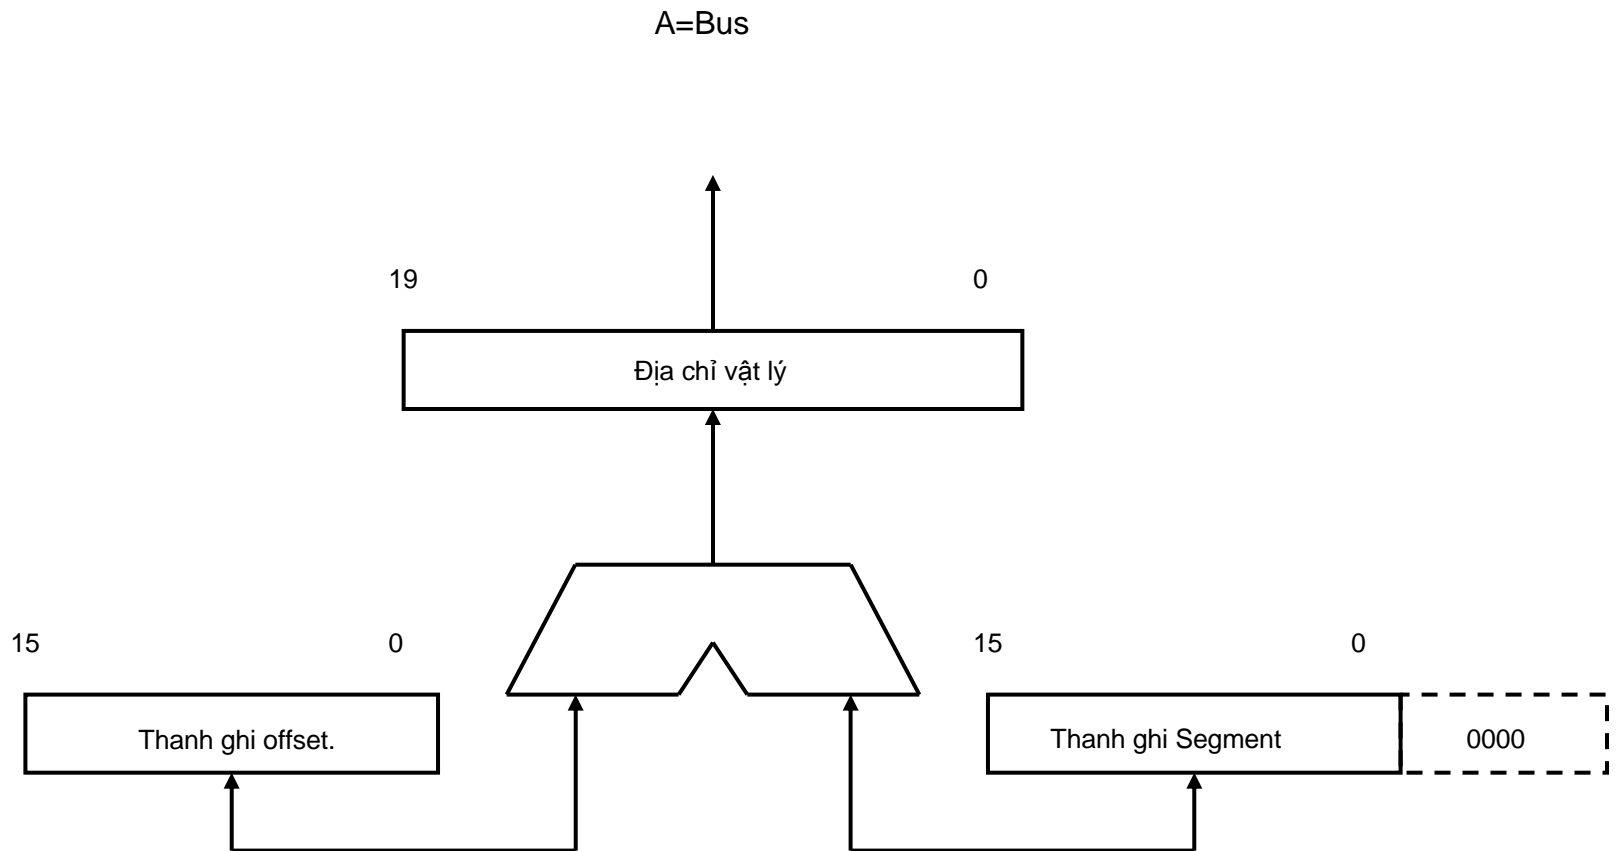 A=Bus
19 0
Địa chỉ vật lý
15 0 15 0
Thanh ghi offset. Thanh ghi Segment 0000